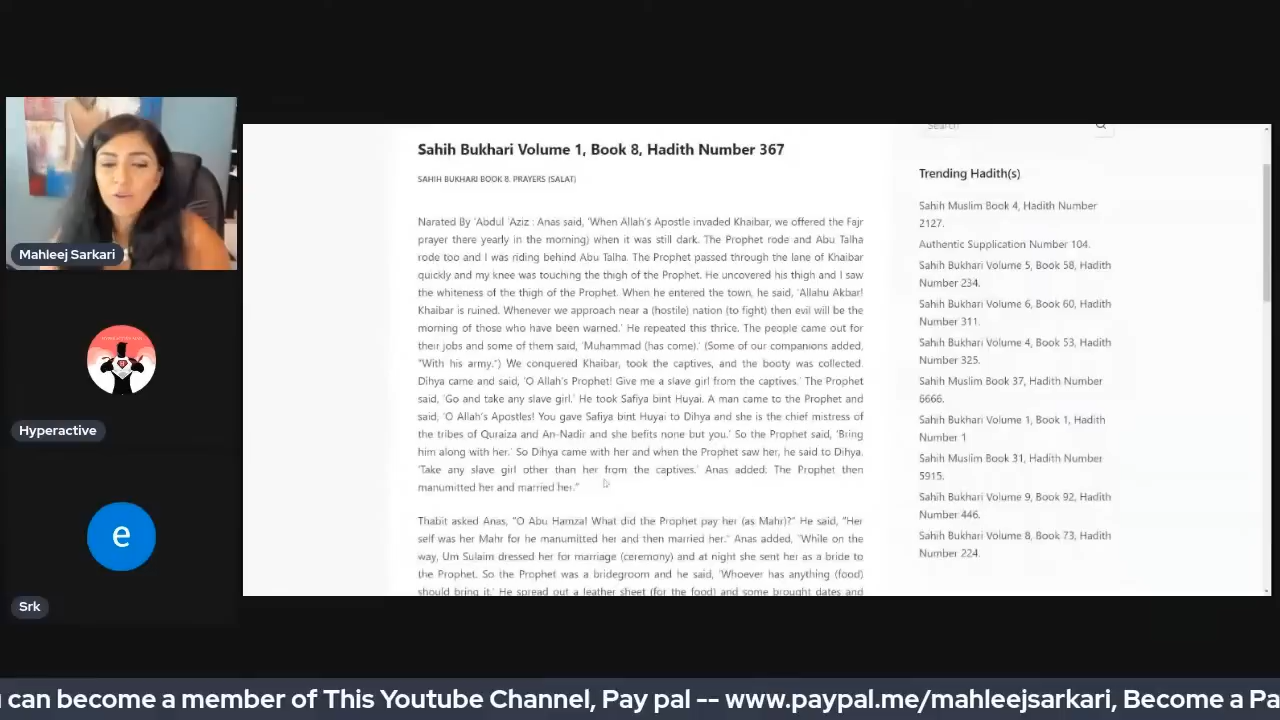 Mahleej Sarkari
Hyperactive
e
Srk
Sahih Bukhari Volume 1, Book 8, Hadith Number 367
SAHIH BUKHARI BOOK 8. PRAYERS (SALAT)
Narated By 'Abdul 'Aziz : Anas said, 'When Allah's Apostle invaded Khaibar, we offered the Fajr
prayer there yearly in the morning) when it was still dark. The Prophet rode and Abu Talha
rode too and I was riding behind Abu Talha. The Prophet passed through the lane of Khaibar
quickly and my knee was touching the thigh of the Prophet. He uncovered his thigh and I saw
the whiteness of the thigh of the Prophet. When he entered the town, he said, 'Allahu Akbar!
Khaibar is ruined. Whenever we approach near a (hostile) nation (to fight) then evil will be the
morning of those who have been warned.' He repeated this thrice. The people came out for
their jobs and some of them said, 'Muhammad (has come).' (Some of our companions added,
"With his army.") We conquered Khaibar, took the captives, and the booty was collected.
Dihya came and said, 'O Allah's Prophet! Give me a slave girl from the captives.' The Prophet
said, 'Go and take any slave girl.' He took Safiya bint Huyai. A man came to the Prophet and
said, 'O Allah's Apostles! You gave Safiya bint Huyai to Dihya and she is the chief mistress of
the tribes of Quraiza and An-Nadir and she befits none but you.' So the Prophet said, 'Bring
him along with her.' So Dihya came with her and when the Prophet saw her, he said to Dihya,
'Take any slave girl other than her from the captives.' Anas added: The Prophet then
manumitted her and married her."
Thabit asked Anas, "O Abu Hamza! What did the Prophet pay her (as Mahr)?" He said, "Her
self was her Mahr for he manumitted her and then married her." Anas added, "While on the
way, Um Sulaim dressed her for marriage (ceremony) and at night she sent her as a bride to
the Prophet. So the Prophet was a bridegroom and he said, 'Whoever has anything (food)
should bring it.' He spread out a leather sheet (for the food) and some brought dates and
Search
Trending Hadith(s)
Sahih Muslim Book 4, Hadith Number
2127.
Authentic Supplication Number 104.
Sahih Bukhari Volume 5, Book 58, Hadith
Number 234.
Sahih Bukhari Volume 6, Book 60, Hadith
Number 311.
Sahih Bukhari Volume 4, Book 53, Hadith
Number 325.
Sahih Muslim Book 37, Hadith Number
6666.
Sahih Bukhari Volume 1, Book 1, Hadith
Number 1
Sahih Muslim Book 31, Hadith Number
5915.
Sahih Bukhari Volume 9, Book 92, Hadith
Number 446.
Sahih Bukhari Volume 8, Book 73, Hadith
Number 224.
can become a member of This Youtube Channel, Pay pal -- www.paypal.me/mahleejsarkari, Become a Pa